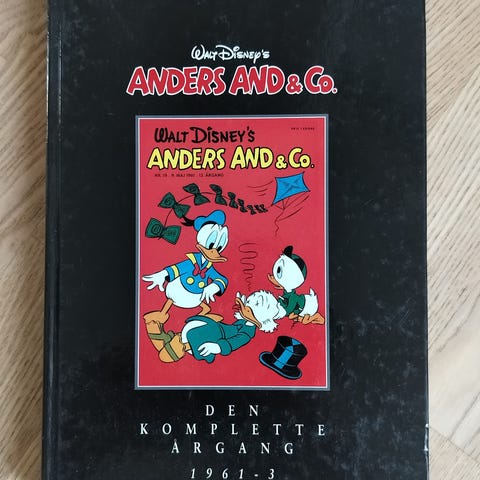 Walt Disney's
ANDERS AND & Co.
WALT DISNEY'S
ANDERS AND & Co.
DEN
KOMPLETTE
ÅRGANG
1961-3